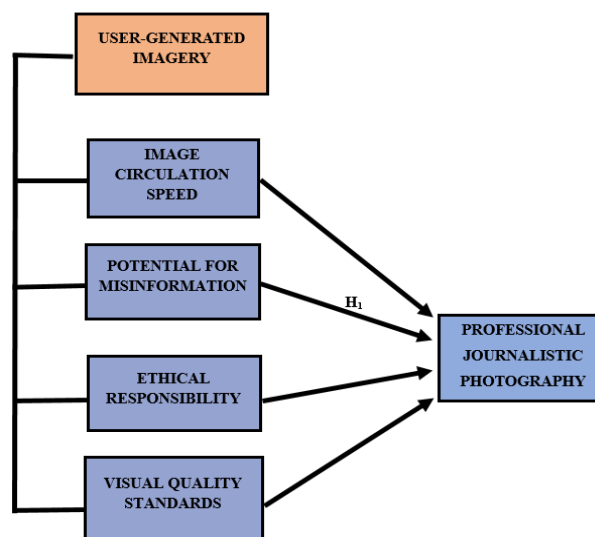 USER-GENERATED
IMAGERY
IMAGE
CIRCULATION
SPEED
POTENTIAL FOR
MISINFORMATION
H₁
PROFESSIONAL
JOURNALISTIC
PHOTOGRAPHY
ETHICAL
RESPONSIBILITY
VISUAL QUALITY
STANDARDS